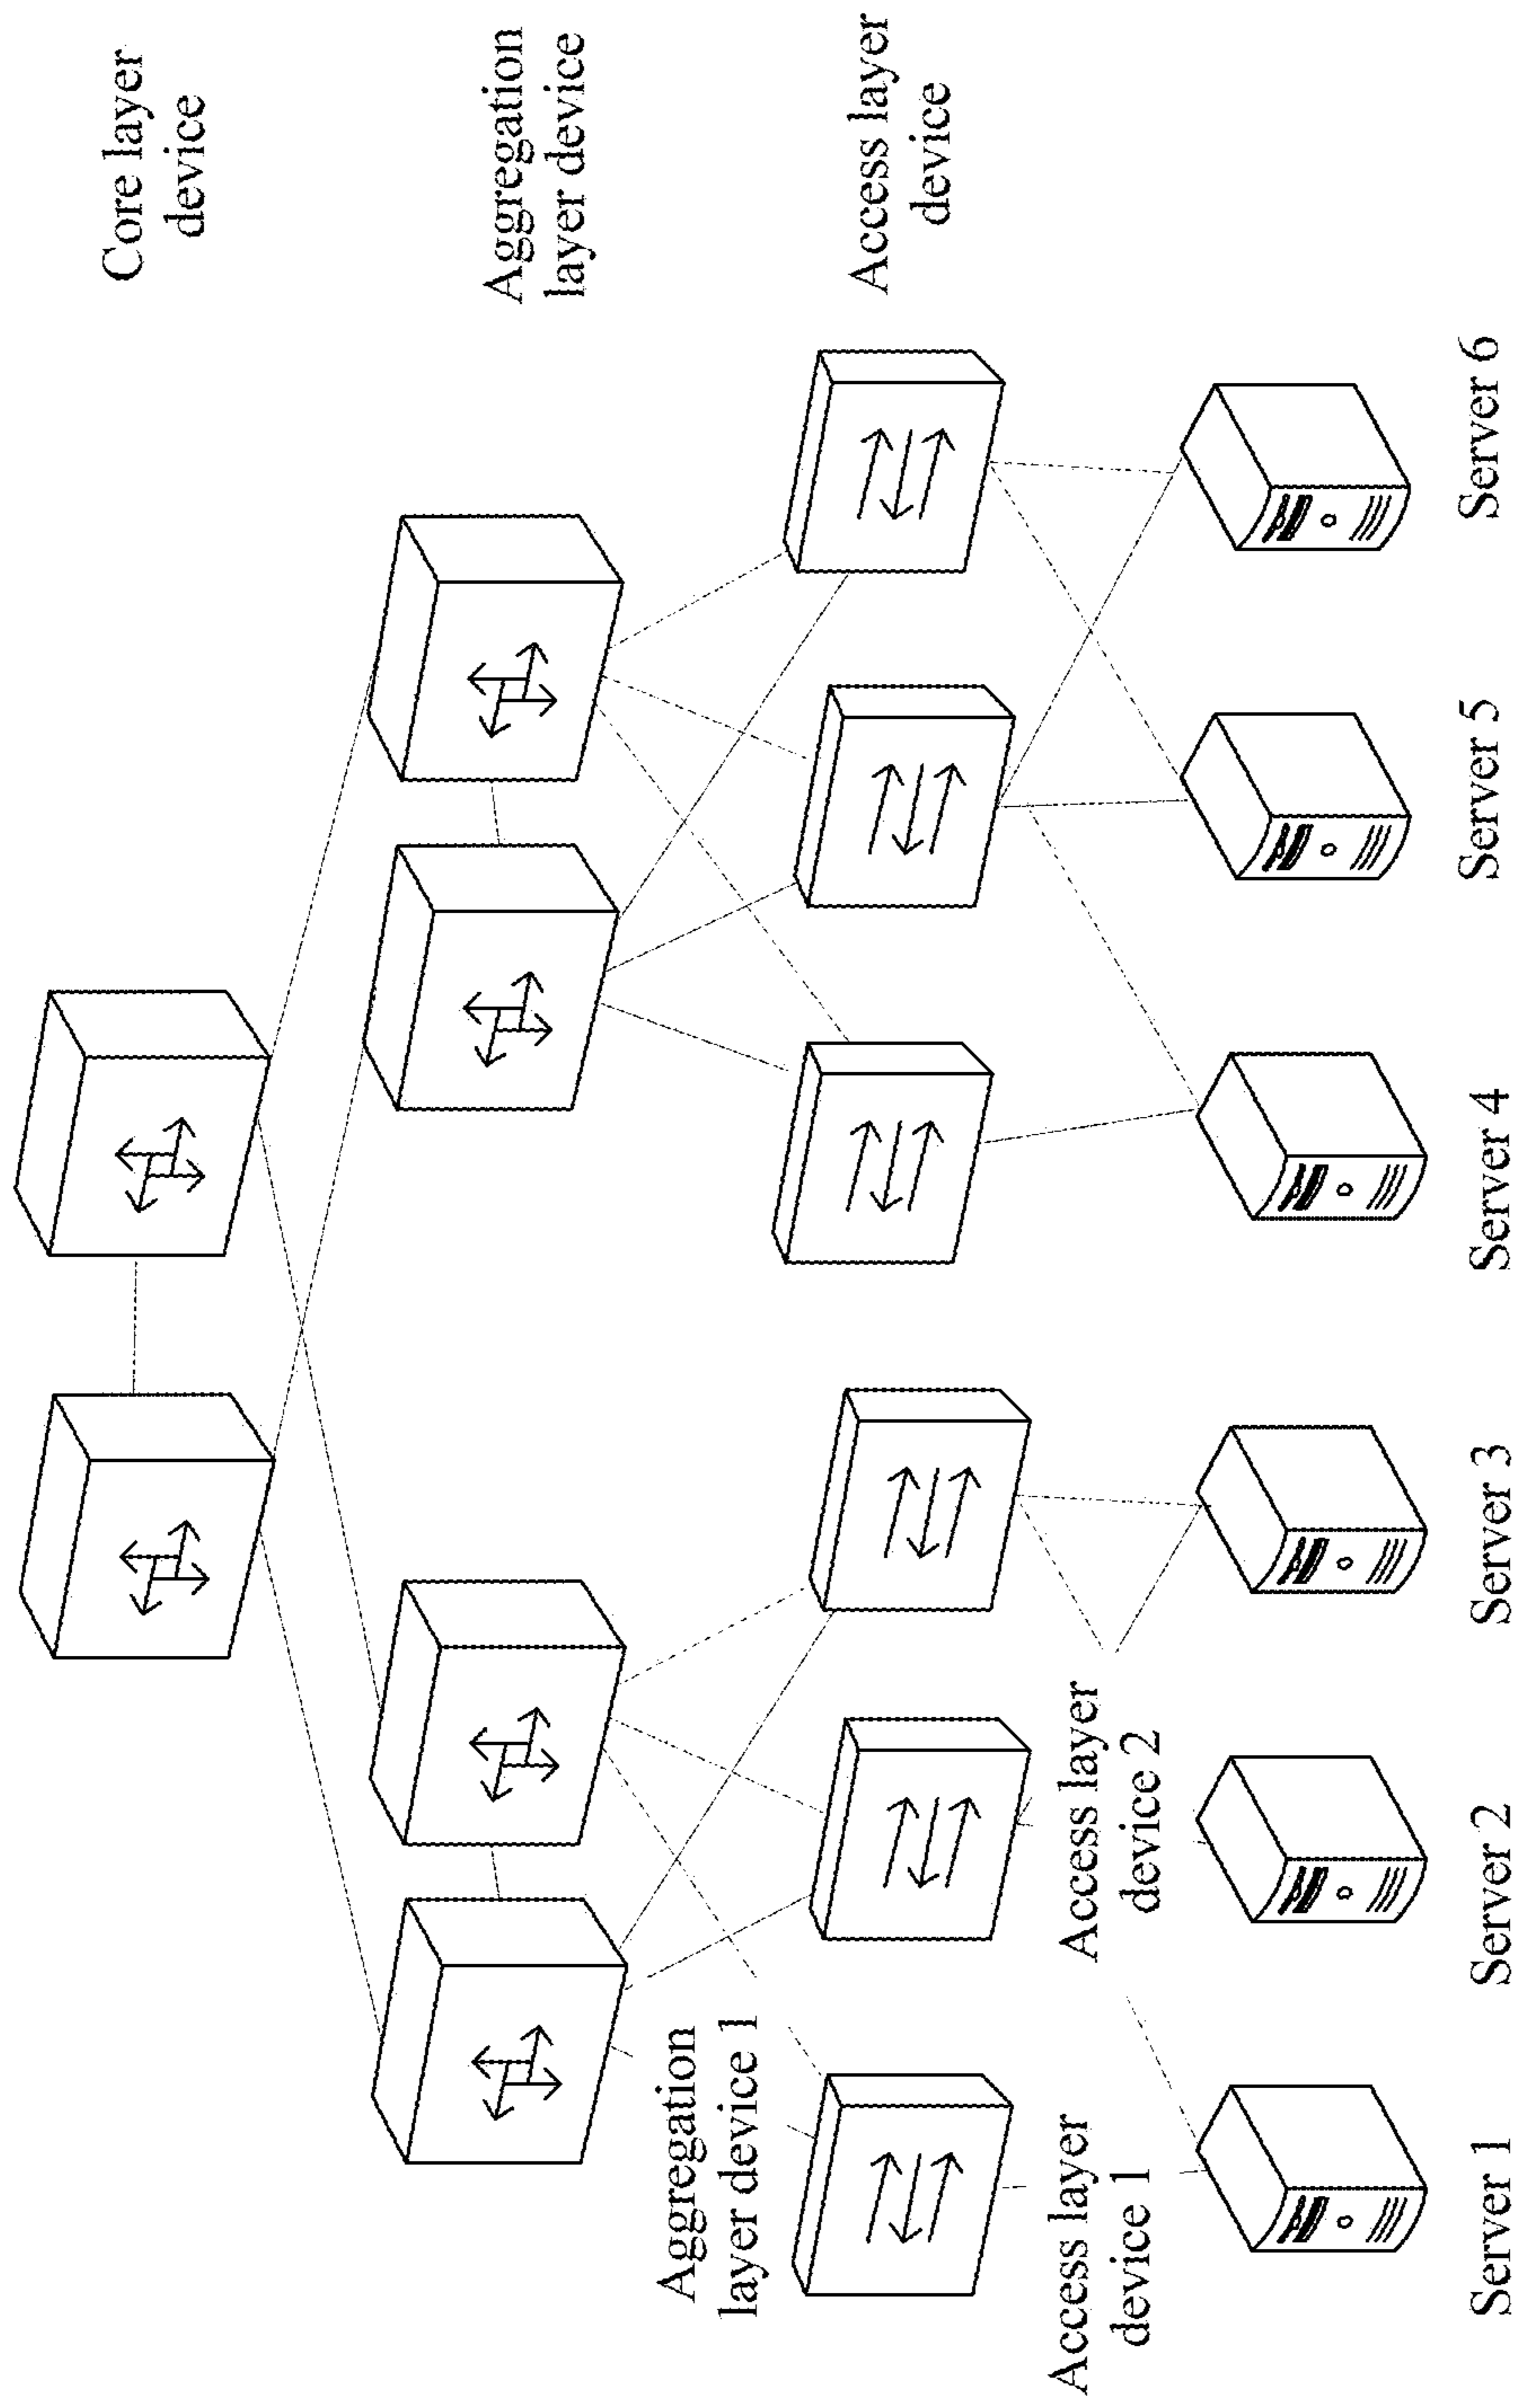 Core layer
device
Aggregation
layer device
Access layer
device
Aggregation
layer device 1
Access layer
device 1
Access layer
device 2
Server 1
Server 2
Server 3
Server 4
Server 5
Server 6